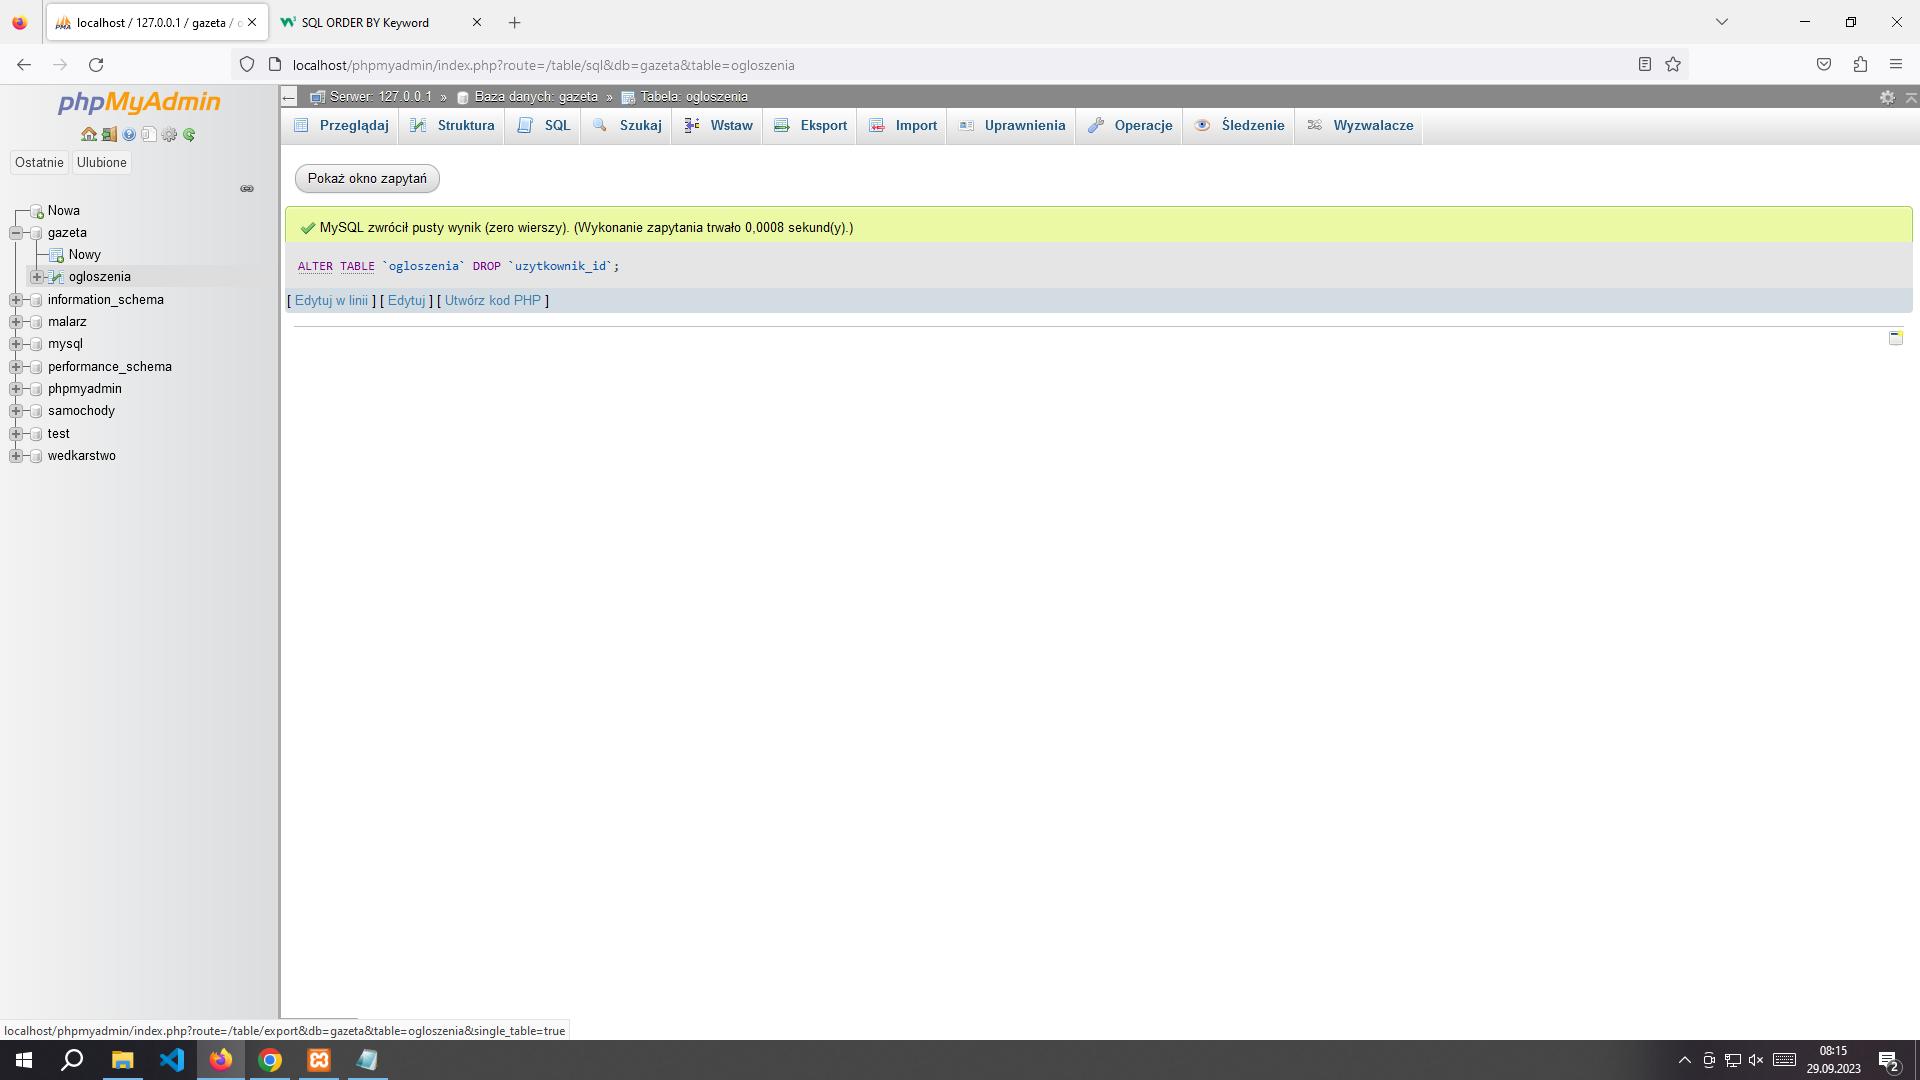 localhost / 127.0.0.1 / gazeta /
SQL ORDER BY Keyword
localhost/phpmyadmin/index.php?route=/table/sql&db=gazeta&table=ogloszenia
phpMyAdmin
Ostatnie
Ulubione
Nowa
gazeta
Nowy
ogloszenia
information_schema
malarz
mysql
performance_schema
phpmyadmin
samochody
test
wedkarstwo
Serwer: 127.0.0.1 » Baza danych: gazeta » Tabela: ogloszenia
Przeglądaj
Struktura
SQL
Szukaj
Wstaw
Eksport
Import
Uprawnienia
Operacje
Śledzenie
Wyzwalacze
Pokaż okno zapytań
MySQL zwrócił pusty wynik (zero wierszy). (Wykonanie zapytania trwało 0,0008 sekund(y).)
ALTER TABLE `ogloszenia` DROP `uzytkownik_id`;
[ Edytuj w linii ] [ Edytuj ] [ Utwórz kod PHP ]
localhost/phpmyadmin/index.php?route=/table/export&db=gazeta&table=ogloszenia&single_table=true
08:15
29.09.2023
2